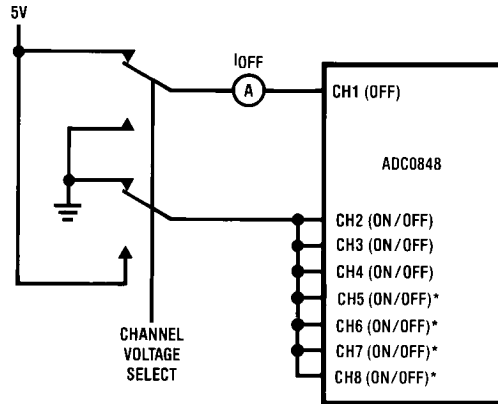 5V
IOFF
A
CH1 (OFF)
ADC0848
CH2 (ON/OFF)
CH3 (ON/OFF)
CH4 (ON/OFF)
CH5 (ON/OFF)*
CH6 (ON/OFF)*
CH7 (ON/OFF)*
CH8 (ON/OFF)*
CHANNEL
VOLTAGE
SELECT